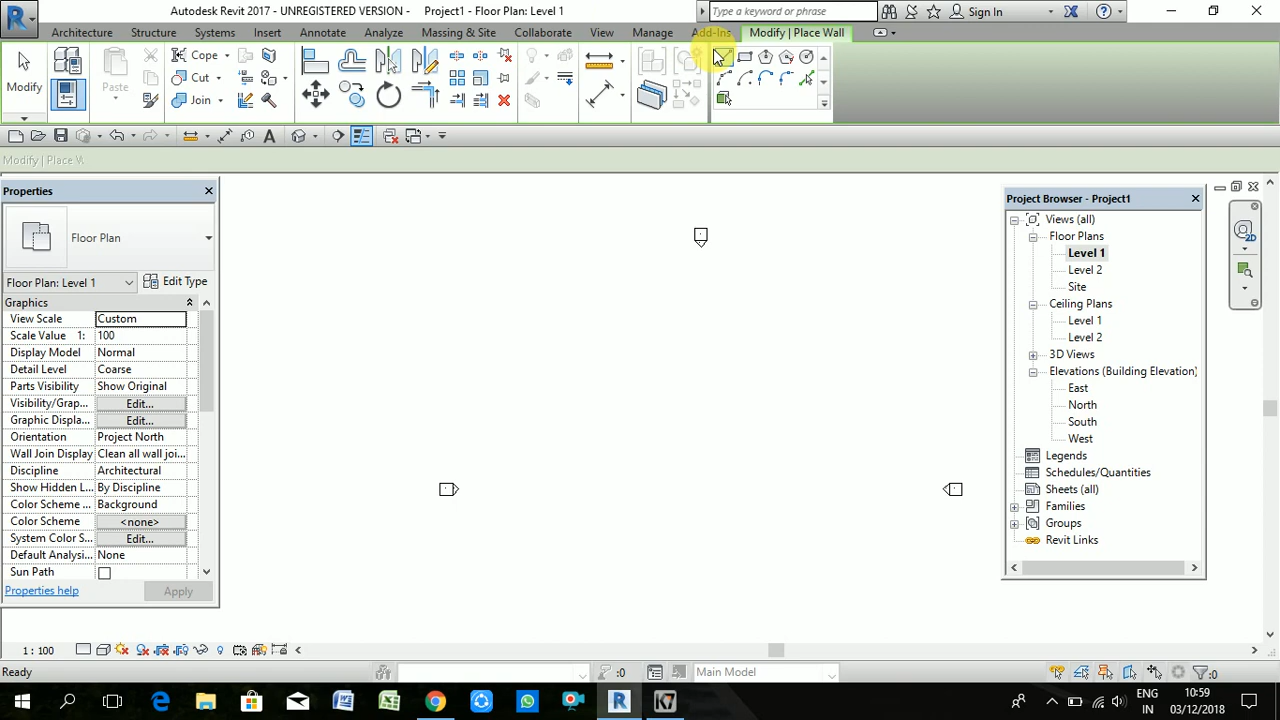 Autodesk Revit 2017 - UNREGISTERED VERSION - Project1 - Floor Plan: Level 1
Type a keyword or phrase
Sign In
Architecture Structure Systems Insert Annotate Analyze Massing & Site Collaborate View Manage Add-Ins Modify | Place Wall
Modify
Paste
Cope
Cut
Join
Modify | Place W
Properties
Floor Plan
Floor Plan: Level 1
Edit Type
Graphics
View Scale Custom
Scale Value 1: 100
Display Model Normal
Detail Level Coarse
Parts Visibility Show Original
Visibility/Grap... Edit...
Graphic Displa... Edit...
Orientation Project North
Wall Join Display Clean all wall joi...
Discipline Architectural
Show Hidden L... By Discipline
Color Scheme ... Background
Color Scheme <none>
System Color S... Edit...
Default Analysi... None
Sun Path
Properties help
Apply
Project Browser - Project1
Views (all)
Floor Plans
Level 1
Level 2
Site
Ceiling Plans
Level 1
Level 2
3D Views
Elevations (Building Elevation)
East
North
South
West
Legends
Schedules/Quantities
Sheets (all)
Families
Groups
Revit Links
2D
1 : 100
Ready
:0
Main Model
:0
ENG
IN
10:59
03/12/2018